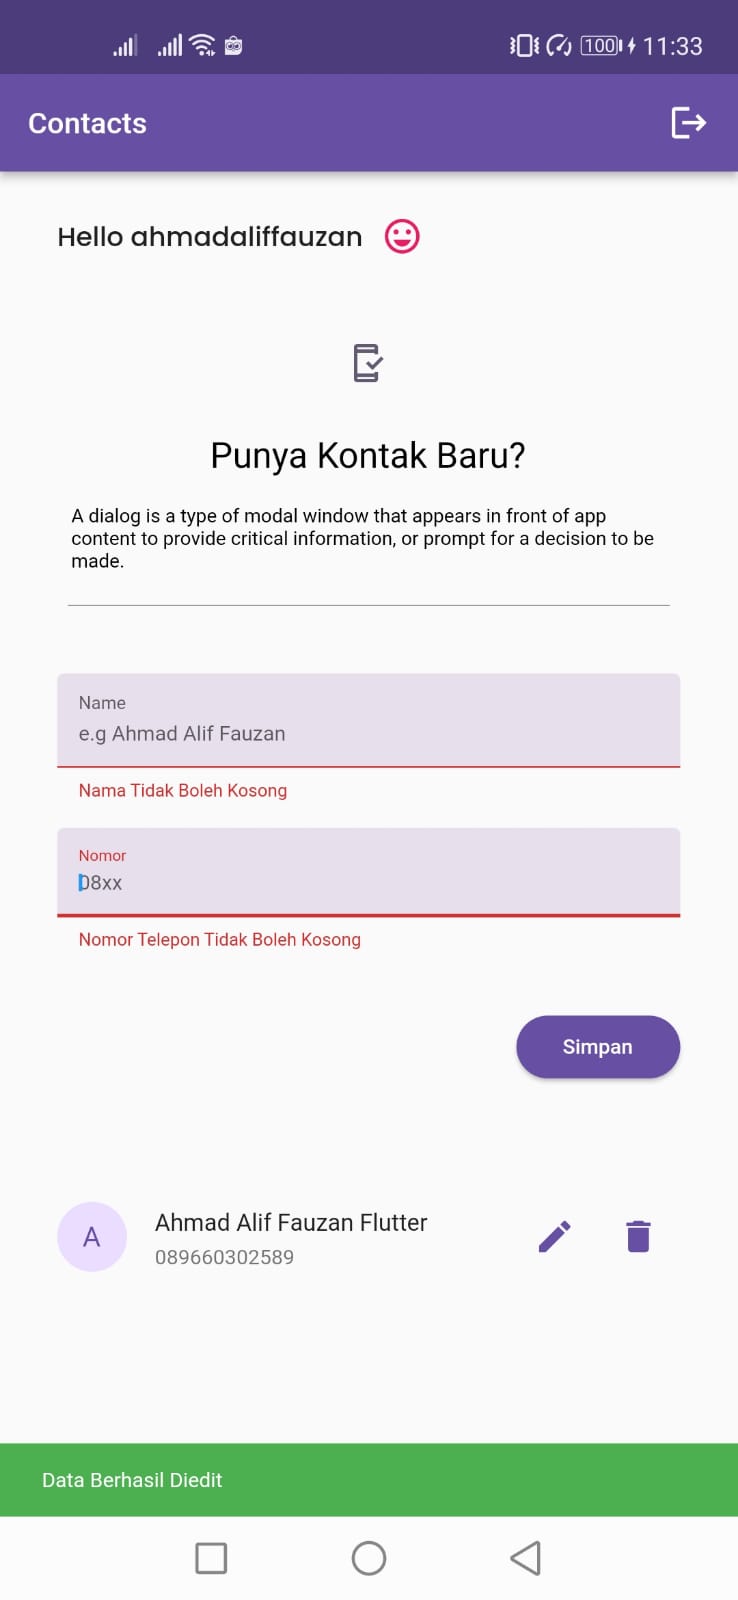 100 11:33
Contacts
Hello ahmadaliffauzan
Punya Kontak Baru?
A dialog is a type of modal window that appears in front of app
content to provide critical information, or prompt for a decision to be
made.
Name
e.g Ahmad Alif Fauzan
Nama Tidak Boleh Kosong
Nomor
08xx
Nomor Telepon Tidak Boleh Kosong
Simpan
A
Ahmad Alif Fauzan Flutter
089660302589
Data Berhasil Diedit